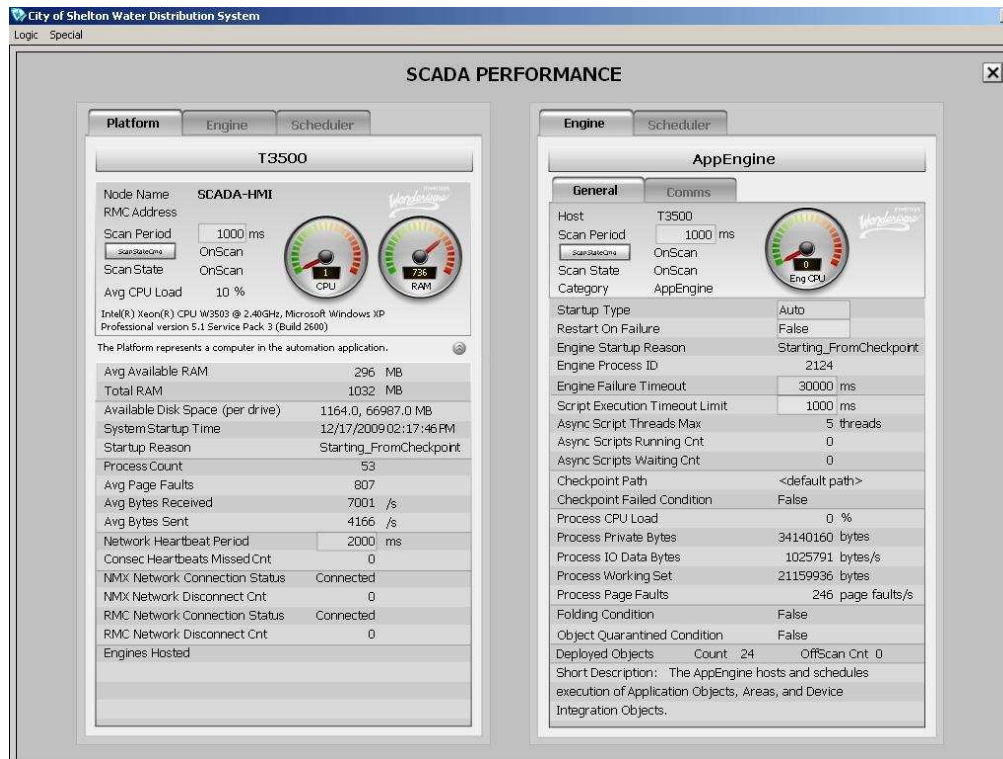 City of Shelton Water Distribution System
Logic Special
SCADA PERFORMANCE
Platform Engine Scheduler
T3500
Node Name SCADA-HMI
RMC Address
Scan Period 1000 ms
ScanStateCmd OnScan
Scan State OnScan
Avg CPU Load 10 %
Wonderware
1 CPU
736 RAM
Intel(R) Xeon(R) CPU W3503 @ 2.40GHz, Microsoft Windows XP
Professional version 5.1 Service Pack 3 (Build 2600)
The Platform represents a computer in the automation application.
Avg Available RAM 296 MB
Total RAM 1032 MB
Available Disk Space (per drive) 1164.0, 66987.0 MB
System Startup Time 12/17/2009 02:17:46 PM
Startup Reason Starting_FromCheckpoint
Process Count 53
Avg Page Faults 807
Avg Bytes Received 7001 /s
Avg Bytes Sent 4166 /s
Network Heartbeat Period 2000 ms
Consec Heartbeats Missed Cnt 0
NMX Network Connection Status Connected
NMX Network Disconnect Cnt 0
RMC Network Connection Status Connected
RMC Network Disconnect Cnt 0
Engines Hosted
Engine Scheduler
AppEngine
General Comms
Host T3500
Scan Period 1000 ms
ScanStateCmd OnScan
Scan State OnScan
Category AppEngine
0
Eng CPU
Wonderware
Startup Type Auto
Restart On Failure False
Engine Startup Reason Starting_FromCheckpoint
Engine Process ID 2124
Engine Failure Timeout 30000 ms
Script Execution Timeout Limit 1000 ms
Async Script Threads Max 5 threads
Async Scripts Running Cnt 0
Async Scripts Waiting Cnt 0
Checkpoint Path <default path>
Checkpoint Failed Condition False
Process CPU Load 0 %
Process Private Bytes 34140160 bytes
Process IO Data Bytes 1025791 bytes/s
Process Working Set 21159936 bytes
Process Page Faults 246 page faults/s
Folding Condition False
Object Quarantined Condition False
Deployed Objects Count 24 OffScan Cnt 0
Short Description: The AppEngine hosts and schedules
execution of Application Objects, Areas, and Device
Integration Objects.